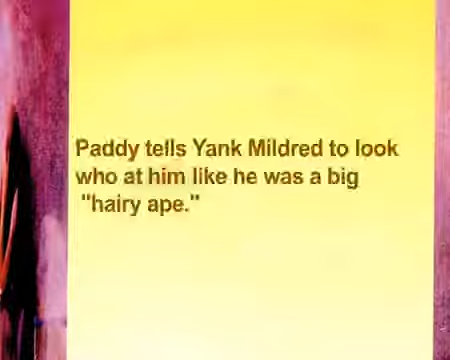 Paddy tells Yank Mildred to look
who at him like he was a big
"hairy ape."